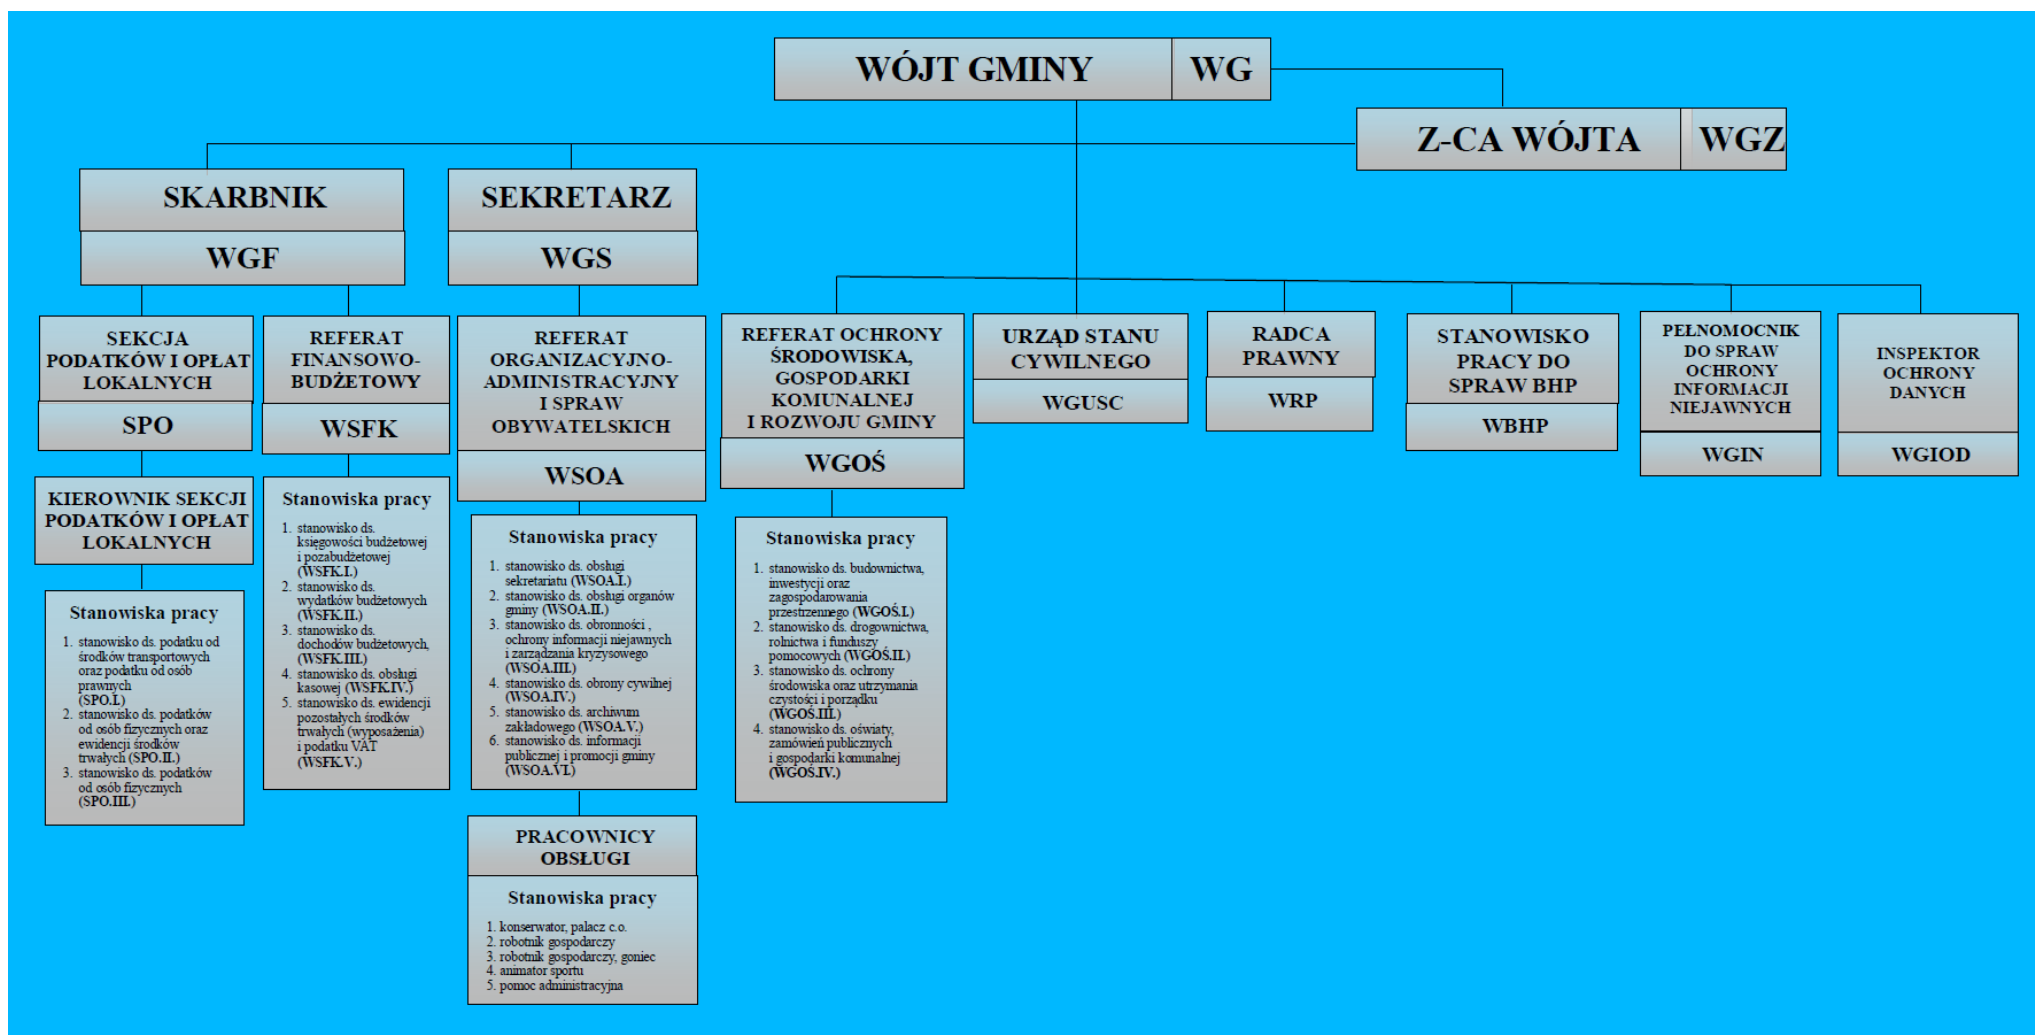 WÓJT GMINY
WG
Z-CA WÓJTA
WGZ
SKARBNIK
WGF
SEKRETARZ
WGS
SEKCJA
PODATKÓW I OPŁAT
LOKALNYCH
SPO
KIEROWNIK SEKCJI
PODATKÓW I OPŁAT
LOKALNYCH
Stanowiska pracy
1. stanowisko ds. podatku od
środków transportowych
oraz podatku od osób
prawnych
(SPO.I.)
2. stanowisko ds. podatków
od osób fizycznych oraz
ewidencji środków
trwałych (SPO.II.)
3. stanowisko ds. podatków
od osób fizycznych
(SPO.III.)
REFERAT
FINANSOWO-
BUDŻETOWY
WSFK
Stanowiska pracy
1. stanowisko ds.
księgowości budżetowej
i pozabudżetowej
(WSFK.I.)
2. stanowisko ds.
wydatków budżetowych
(WSFK.II.)
3. stanowisko ds.
dochodów budżetowych,
(WSFK.III.)
4. stanowisko ds. obsługi
kasowej (WSFK.IV.)
5. stanowisko ds. ewidencji
pozostałych środków
trwałych (wyposażenia)
i podatku VAT
(WSFK.V.)
REFERAT
ORGANIZACYJNO-
ADMINISTRACYJNY
I SPRAW
OBYWATELSKICH
WSOA
Stanowiska pracy
1. stanowisko ds. obsługi
sekretariatu (WSOA.I.)
2. stanowisko ds. obsługi organów
gminy (WSOA.II.)
3. stanowisko ds. obronności ,
ochrony informacji niejawnych
i zarządzania kryzysowego
(WSOA.III.)
4. stanowisko ds. obrony cywilnej
(WSOA.IV.)
5. stanowisko ds. archiwum
zakładowego (WSOA.V.)
6. stanowisko ds. informacji
publicznej i promocji gminy
(WSOA.VI.)
PRACOWNICY
OBSŁUGI
Stanowiska pracy
1. konserwator, palacz c.o.
2. robotnik gospodarczy
3. robotnik gospodarczy, goniec
4. animator sportu
5. pomoc administracyjna
REFERAT OCHRONY
ŚRODOWISKA,
GOSPODARKI
KOMUNALNEJ
I ROZWOJU GMINY
WGOŚ
Stanowiska pracy
1. stanowisko ds. budownictwa,
inwestycji oraz
zagospodarowania
przestrzennego (WGOŚ.I.)
2. stanowisko ds. drogownictwa,
rolnictwa i funduszy
pomocowych (WGOŚ.II.)
3. stanowisko ds. ochrony
środowiska oraz utrzymania
czystości i porządku
(WGOŚ.III.)
4. stanowisko ds. oświaty,
zamówień publicznych
i gospodarki komunalnej
(WGOŚ.IV.)
URZĄD STANU
CYWILNEGO
WGUSC
RADCA
PRAWNY
WRP
STANOWISKO
PRACY DO
SPRAW BHP
WBHP
PEŁNOMOCNIK
DO SPRAW
OCHRONY
INFORMACJI
NIEJAWNYCH
WGIN
INSPEKTOR
OCHRONY
DANYCH
WGIOD